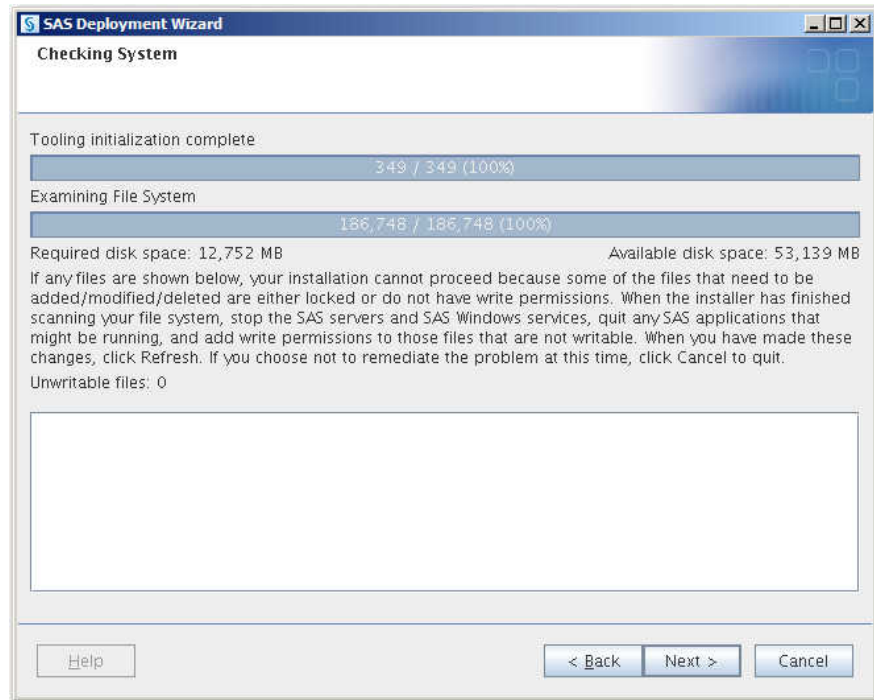 SAS Deployment Wizard
Checking System
Tooling initialization complete
349 / 349 (100%)
Examining File System
186,748 / 186,748 (100%)
Required disk space: 12,752 MB
Available disk space: 53,139 MB
If any files are shown below, your installation cannot proceed because some of the files that need to be
added/modified/deleted are either locked or do not have write permissions. When the installer has finished
scanning your file system, stop the SAS servers and SAS Windows services, quit any SAS applications that
might be running, and add write permissions to those files that are not writable. When you have made these
changes, click Refresh. If you choose not to remediate the problem at this time, click Cancel to quit.
Unwritable files: 0
Help
< Back
Next >
Cancel